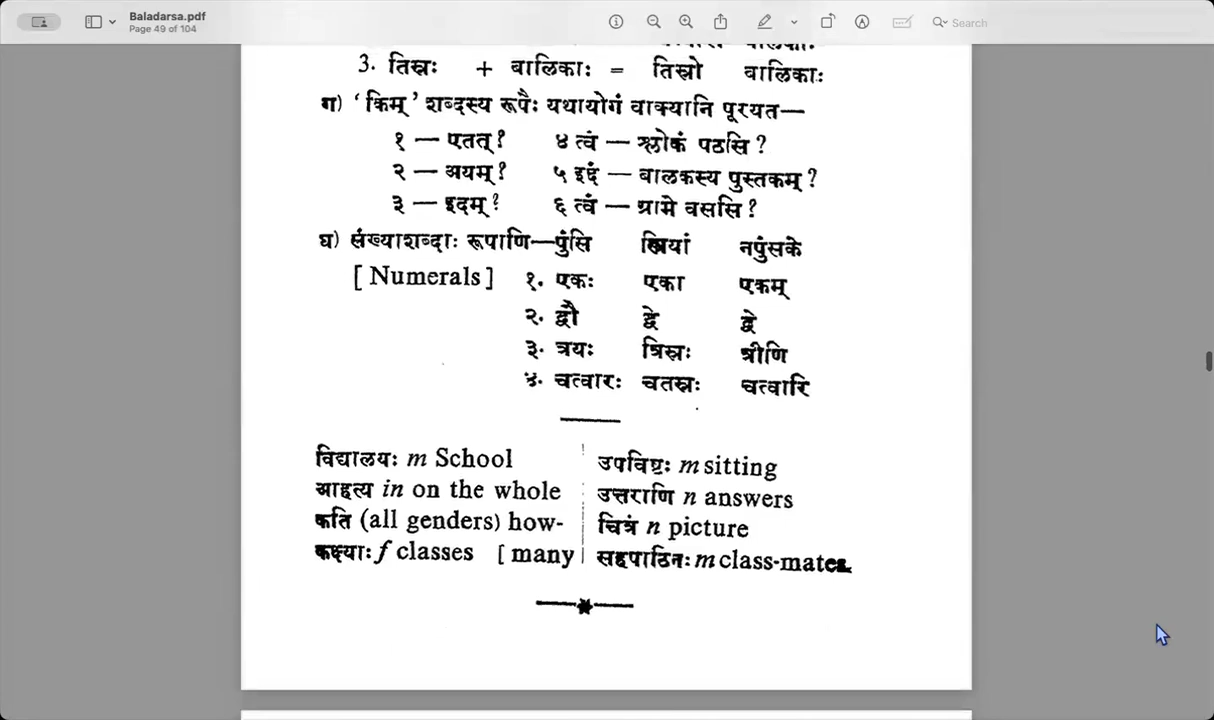 Baladarsa.pdf
Page 49 of 104
Search
3. तिस्रः + बालिकाः = तिस्रो बालिकाः
ग) 'किम्' शब्दस्य रूपैः यथायोगं वाक्यानि पूरयत—
१ — एतत्? ४ त्वं — श्लोकं पठसि?
२ — अयम्? ५ इदं — बालकस्य पुस्तकम्?
३ — इदम्? ६ त्वं — ग्रामे वससि?
घ) संख्याशब्दाः रूपाणि—पुंसि स्त्रियां नपुंसके
[ Numerals ] १. एकः एका एकम्
२. द्वौ द्वे द्वे
३. त्रयः त्रिस्रः त्रीणि
४. चत्वारः चतस्रः चत्वारि
विद्यालयः m School
आहत्य in on the whole
कति (all genders) how-
कक्ष्याः f classes [ many
उपविष्टः m sitting
उत्तराणि n answers
चित्रं n picture
सहपाठिनः m class-mates